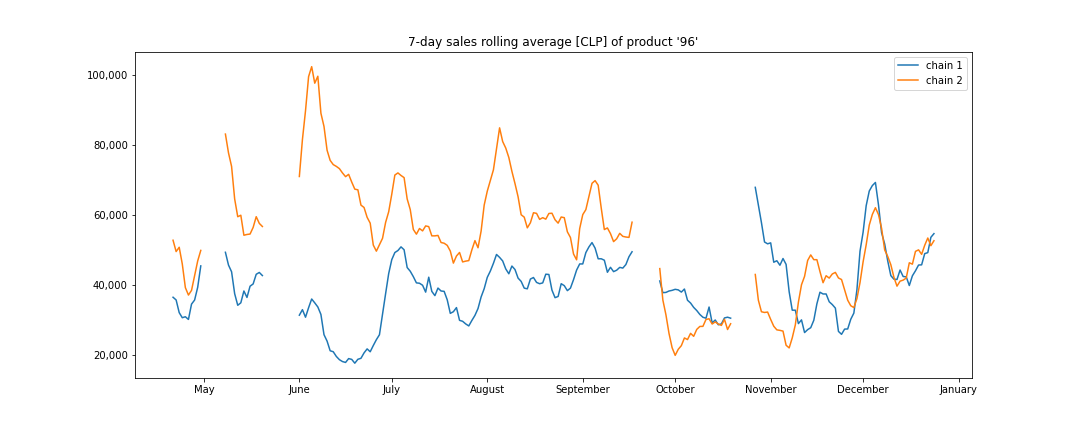 7-day sales rolling average [CLP] of product '96'
chain 1
chain 2
100,000
80,000
60,000
40,000
20,000
May June July August September October November December January